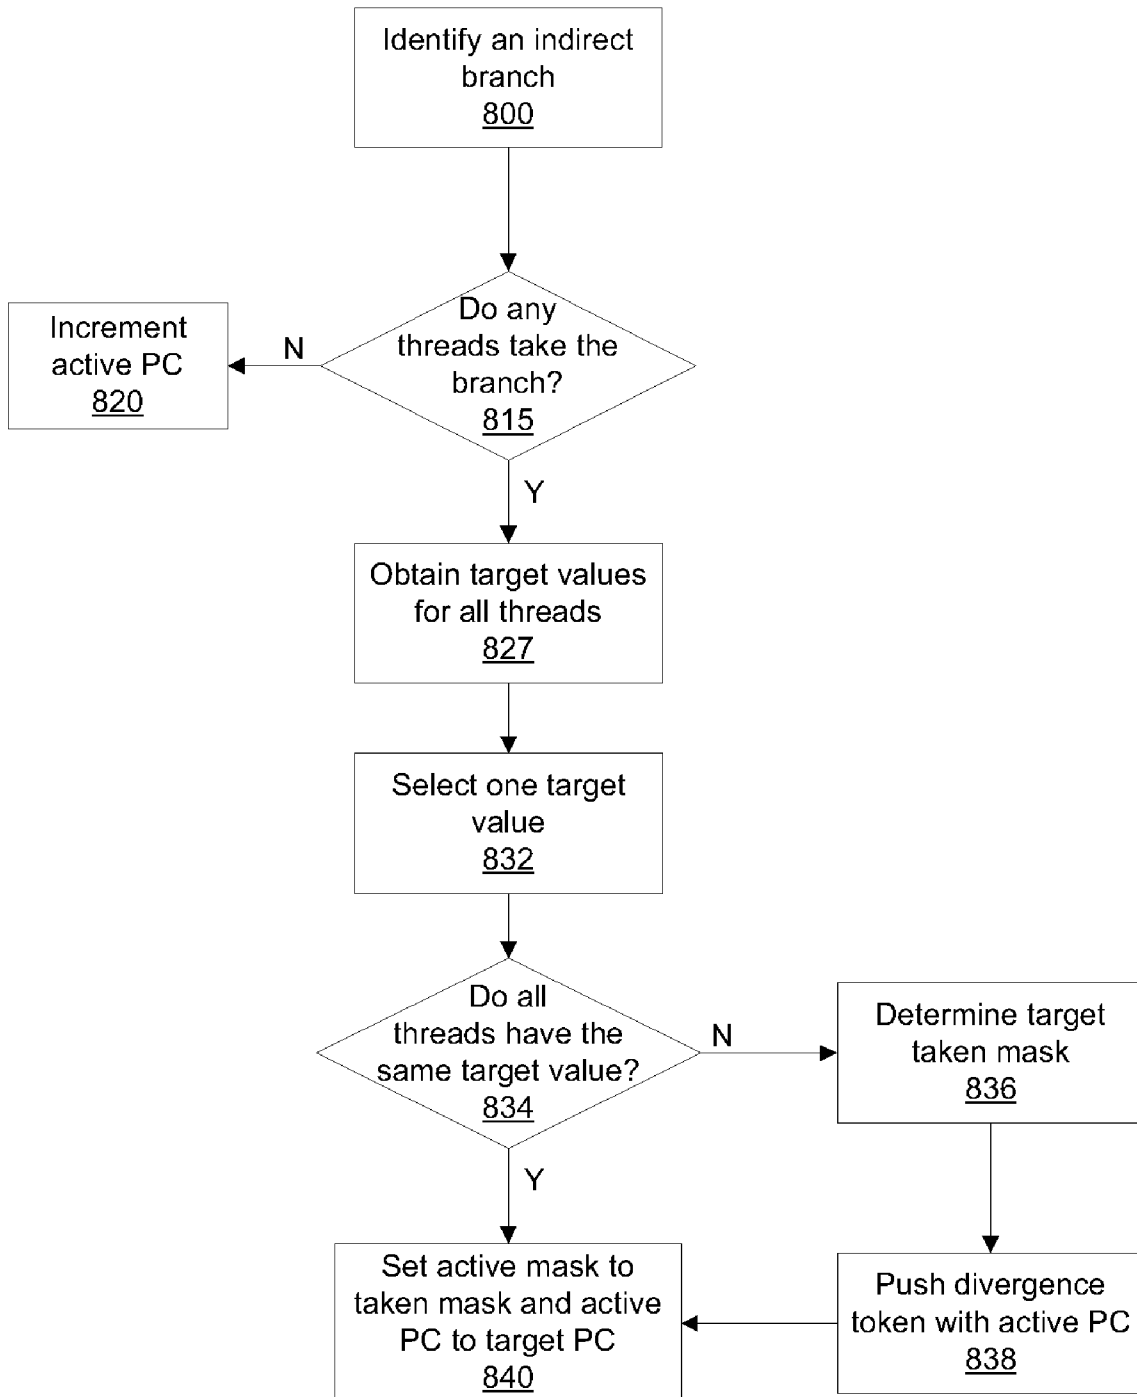 Identify an indirect
branch
800
Do any
threads take the
branch?
815
N
Increment
active PC
820
Y
Obtain target values
for all threads
827
Select one target
value
832
Do all
threads have the
same target value?
834
N
Determine target
taken mask
836
Y
Set active mask to
taken mask and active
PC to target PC
840
Push divergence
token with active PC
838